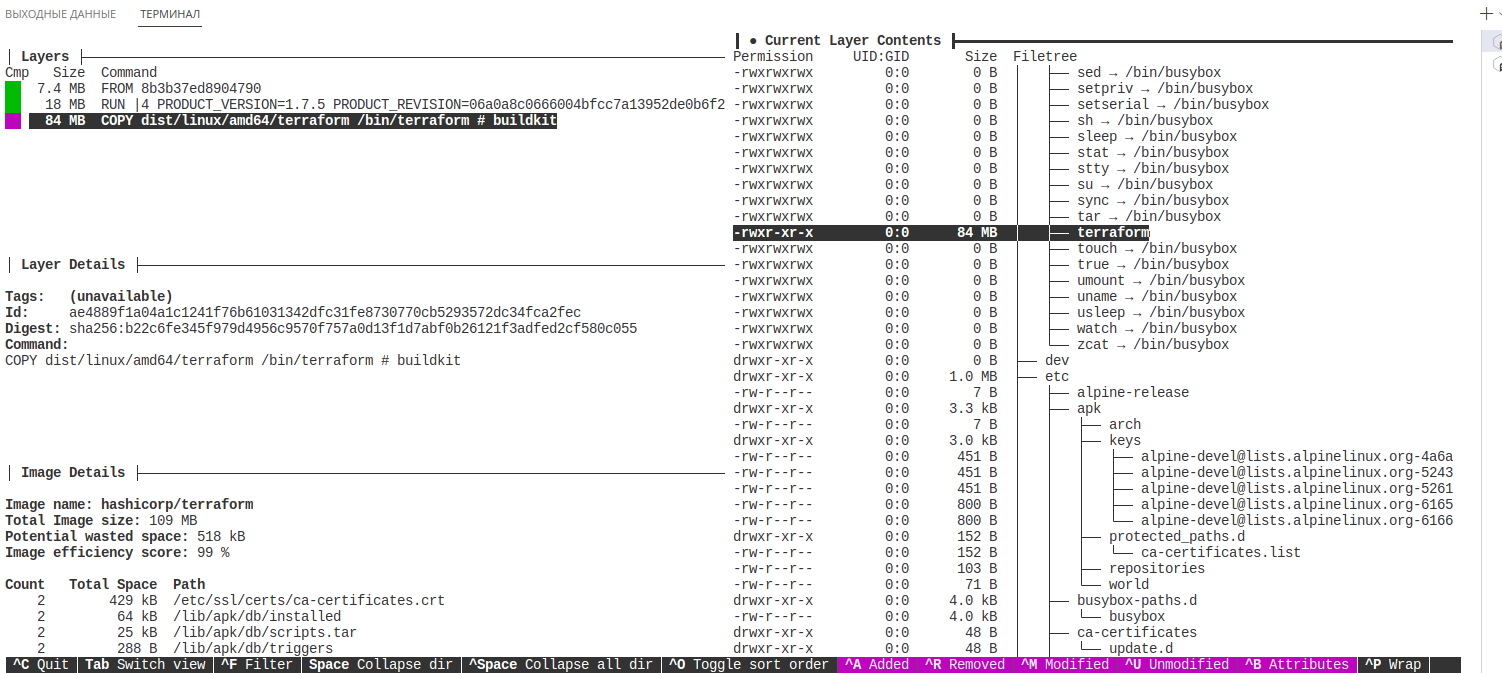 ВЫХОДНЫЕ ДАННЫЕ ТЕРМИНАЛ
Layers
Cmp Size Command
7.4 MB FROM 8b3b37ed8904790
18 MB RUN |4 PRODUCT_VERSION=1.7.5 PRODUCT_REVISION=06a0a8c0666004bfcc7a13952de0b6f2
84 MB COPY dist/linux/amd64/terraform /bin/terraform # buildkit
Layer Details
Tags: (unavailable)
Id: ae4889f1a04a1c1241f76b61031342dfc31fe8730770cb5293572dc34fca2fec
Digest: sha256:b22c6fe345f979d4956c9570f757a0d13f1d7abf0b26121f3adfed2cf580c055
Command:
COPY dist/linux/amd64/terraform /bin/terraform # buildkit
Image Details
Image name: hashicorp/terraform
Total Image size: 109 MB
Potential wasted space: 518 kB
Image efficiency score: 99 %
Count Total Space Path
2 429 kB /etc/ssl/certs/ca-certificates.crt
2 64 kB /lib/apk/db/installed
2 25 kB /lib/apk/db/scripts.tar
2 288 B /lib/apk/db/triggers
● Current Layer Contents
Permission UID:GID Size Filetree
-rwxrwxrwx 0:0 0 B sed → /bin/busybox
-rwxrwxrwx 0:0 0 B setpriv → /bin/busybox
-rwxrwxrwx 0:0 0 B setserial → /bin/busybox
-rwxrwxrwx 0:0 0 B sh → /bin/busybox
-rwxrwxrwx 0:0 0 B sleep → /bin/busybox
-rwxrwxrwx 0:0 0 B stat → /bin/busybox
-rwxrwxrwx 0:0 0 B stty → /bin/busybox
-rwxrwxrwx 0:0 0 B su → /bin/busybox
-rwxrwxrwx 0:0 0 B sync → /bin/busybox
-rwxrwxrwx 0:0 0 B tar → /bin/busybox
-rwxr-xr-x 0:0 84 MB terraform
-rwxrwxrwx 0:0 0 B touch → /bin/busybox
-rwxrwxrwx 0:0 0 B true → /bin/busybox
-rwxrwxrwx 0:0 0 B umount → /bin/busybox
-rwxrwxrwx 0:0 0 B uname → /bin/busybox
-rwxrwxrwx 0:0 0 B usleep → /bin/busybox
-rwxrwxrwx 0:0 0 B watch → /bin/busybox
-rwxrwxrwx 0:0 0 B zcat → /bin/busybox
drwxr-xr-x 0:0 0 B dev
drwxr-xr-x 0:0 1.0 MB etc
-rw-r--r-- 0:0 7 B alpine-release
drwxr-xr-x 0:0 3.3 kB apk
-rw-r--r-- 0:0 7 B arch
drwxr-xr-x 0:0 3.0 kB keys
-rw-r--r-- 0:0 451 B alpine-devel@lists.alpinelinux.org-4a6a
-rw-r--r-- 0:0 451 B alpine-devel@lists.alpinelinux.org-5243
-rw-r--r-- 0:0 451 B alpine-devel@lists.alpinelinux.org-5261
-rw-r--r-- 0:0 800 B alpine-devel@lists.alpinelinux.org-6165
-rw-r--r-- 0:0 800 B alpine-devel@lists.alpinelinux.org-6166
drwxr-xr-x 0:0 152 B protected_paths.d
-rw-r--r-- 0:0 152 B ca-certificates.list
-rw-r--r-- 0:0 103 B repositories
-rw-r--r-- 0:0 71 B world
drwxr-xr-x 0:0 4.0 kB busybox-paths.d
-rw-r--r-- 0:0 4.0 kB busybox
drwxr-xr-x 0:0 48 B ca-certificates
drwxr-xr-x 0:0 48 B update.d
^C Quit Tab Switch view ^F Filter Space Collapse dir ^Space Collapse all dir ^O Toggle sort order ^A Added ^R Removed ^M Modified ^U Unmodified ^B Attributes ^P Wrap